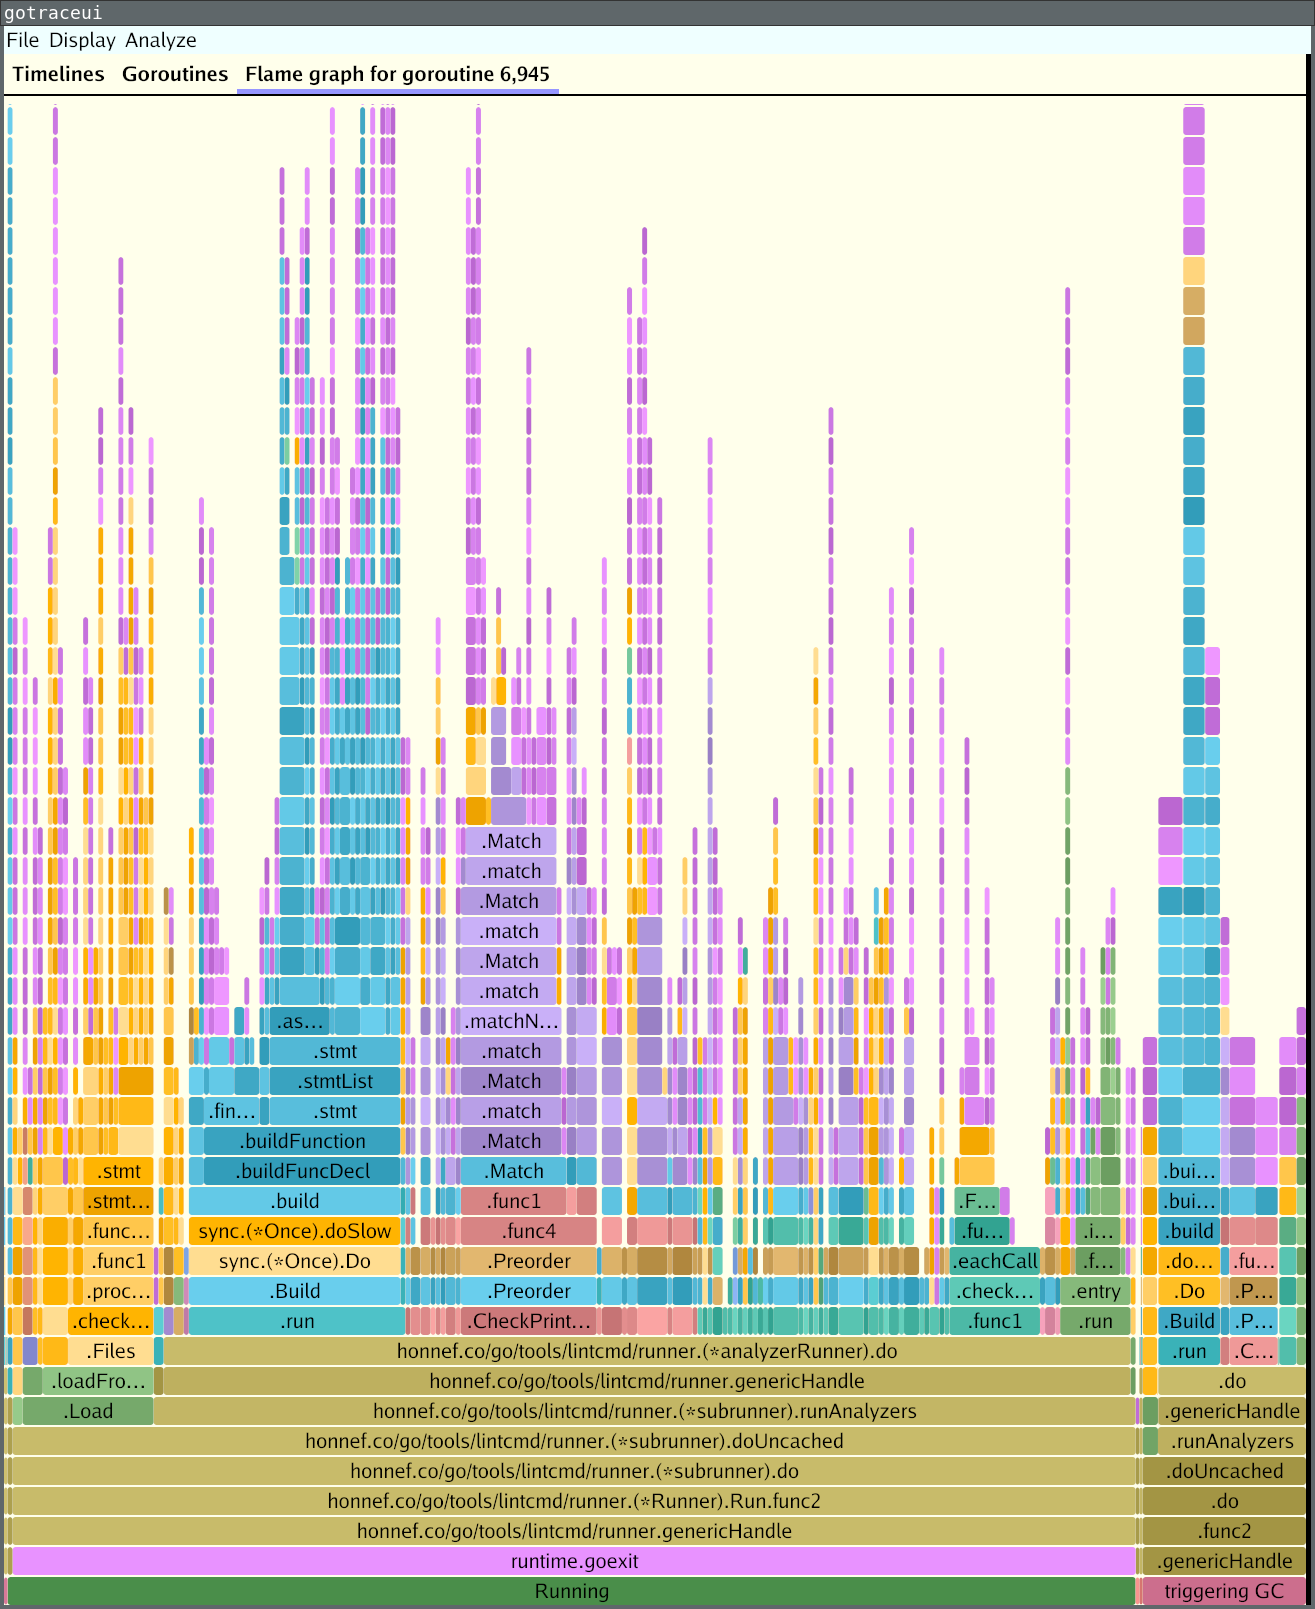 gotraceui
File Display Analyze
Timelines Goroutines Flame graph for goroutine 6,945
.Match
.match
.Match
.match
.Match
.match
.as... .matchN...
.stmt .match
.stmtList .Match
.fin... .stmt .match
.buildFunction .Match
.stmt .buildFuncDecl .Match .bui...
.stmt... .build .func1 .F... .bui...
.func... sync.(*Once).doSlow .func4 .fu... .i... .build
.func1 sync.(*Once).Do .Preorder .eachCall .f... .do... .fu...
.proc... .Build .Preorder .check... .entry .Do .P...
.check... .run .CheckPrint... .func1 .run .Build .P...
.Files honnef.co/go/tools/lintcmd/runner.(*analyzerRunner).do .run .C...
.loadFro... honnef.co/go/tools/lintcmd/runner.genericHandle .do
.Load honnef.co/go/tools/lintcmd/runner.(*subrunner).runAnalyzers .genericHandle
honnef.co/go/tools/lintcmd/runner.(*subrunner).doUncached .runAnalyzers
honnef.co/go/tools/lintcmd/runner.(*subrunner).do .doUncached
honnef.co/go/tools/lintcmd/runner.(*Runner).Run.func2 .do
honnef.co/go/tools/lintcmd/runner.genericHandle .func2
runtime.goexit .genericHandle
Running triggering GC